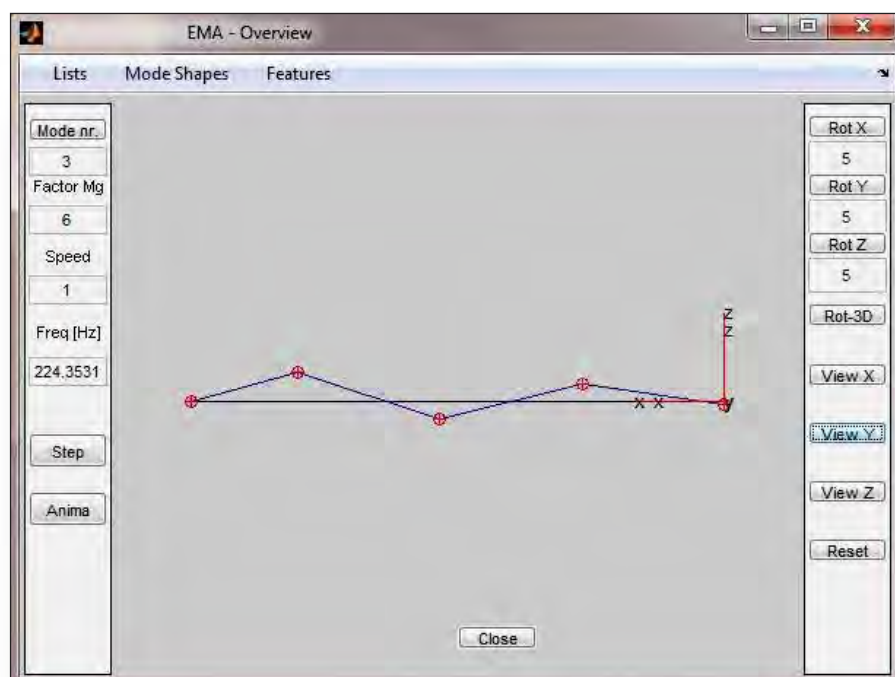 EMA - Overview
Lists Mode Shapes Features
Mode nr.
3
Factor Mg
6
Speed
1
Freq [Hz]
224.3531
Step
Anima
z
z
x x y
Rot X
5
Rot Y
5
Rot Z
5
Rot-3D
View X
View Y
View Z
Reset
Close